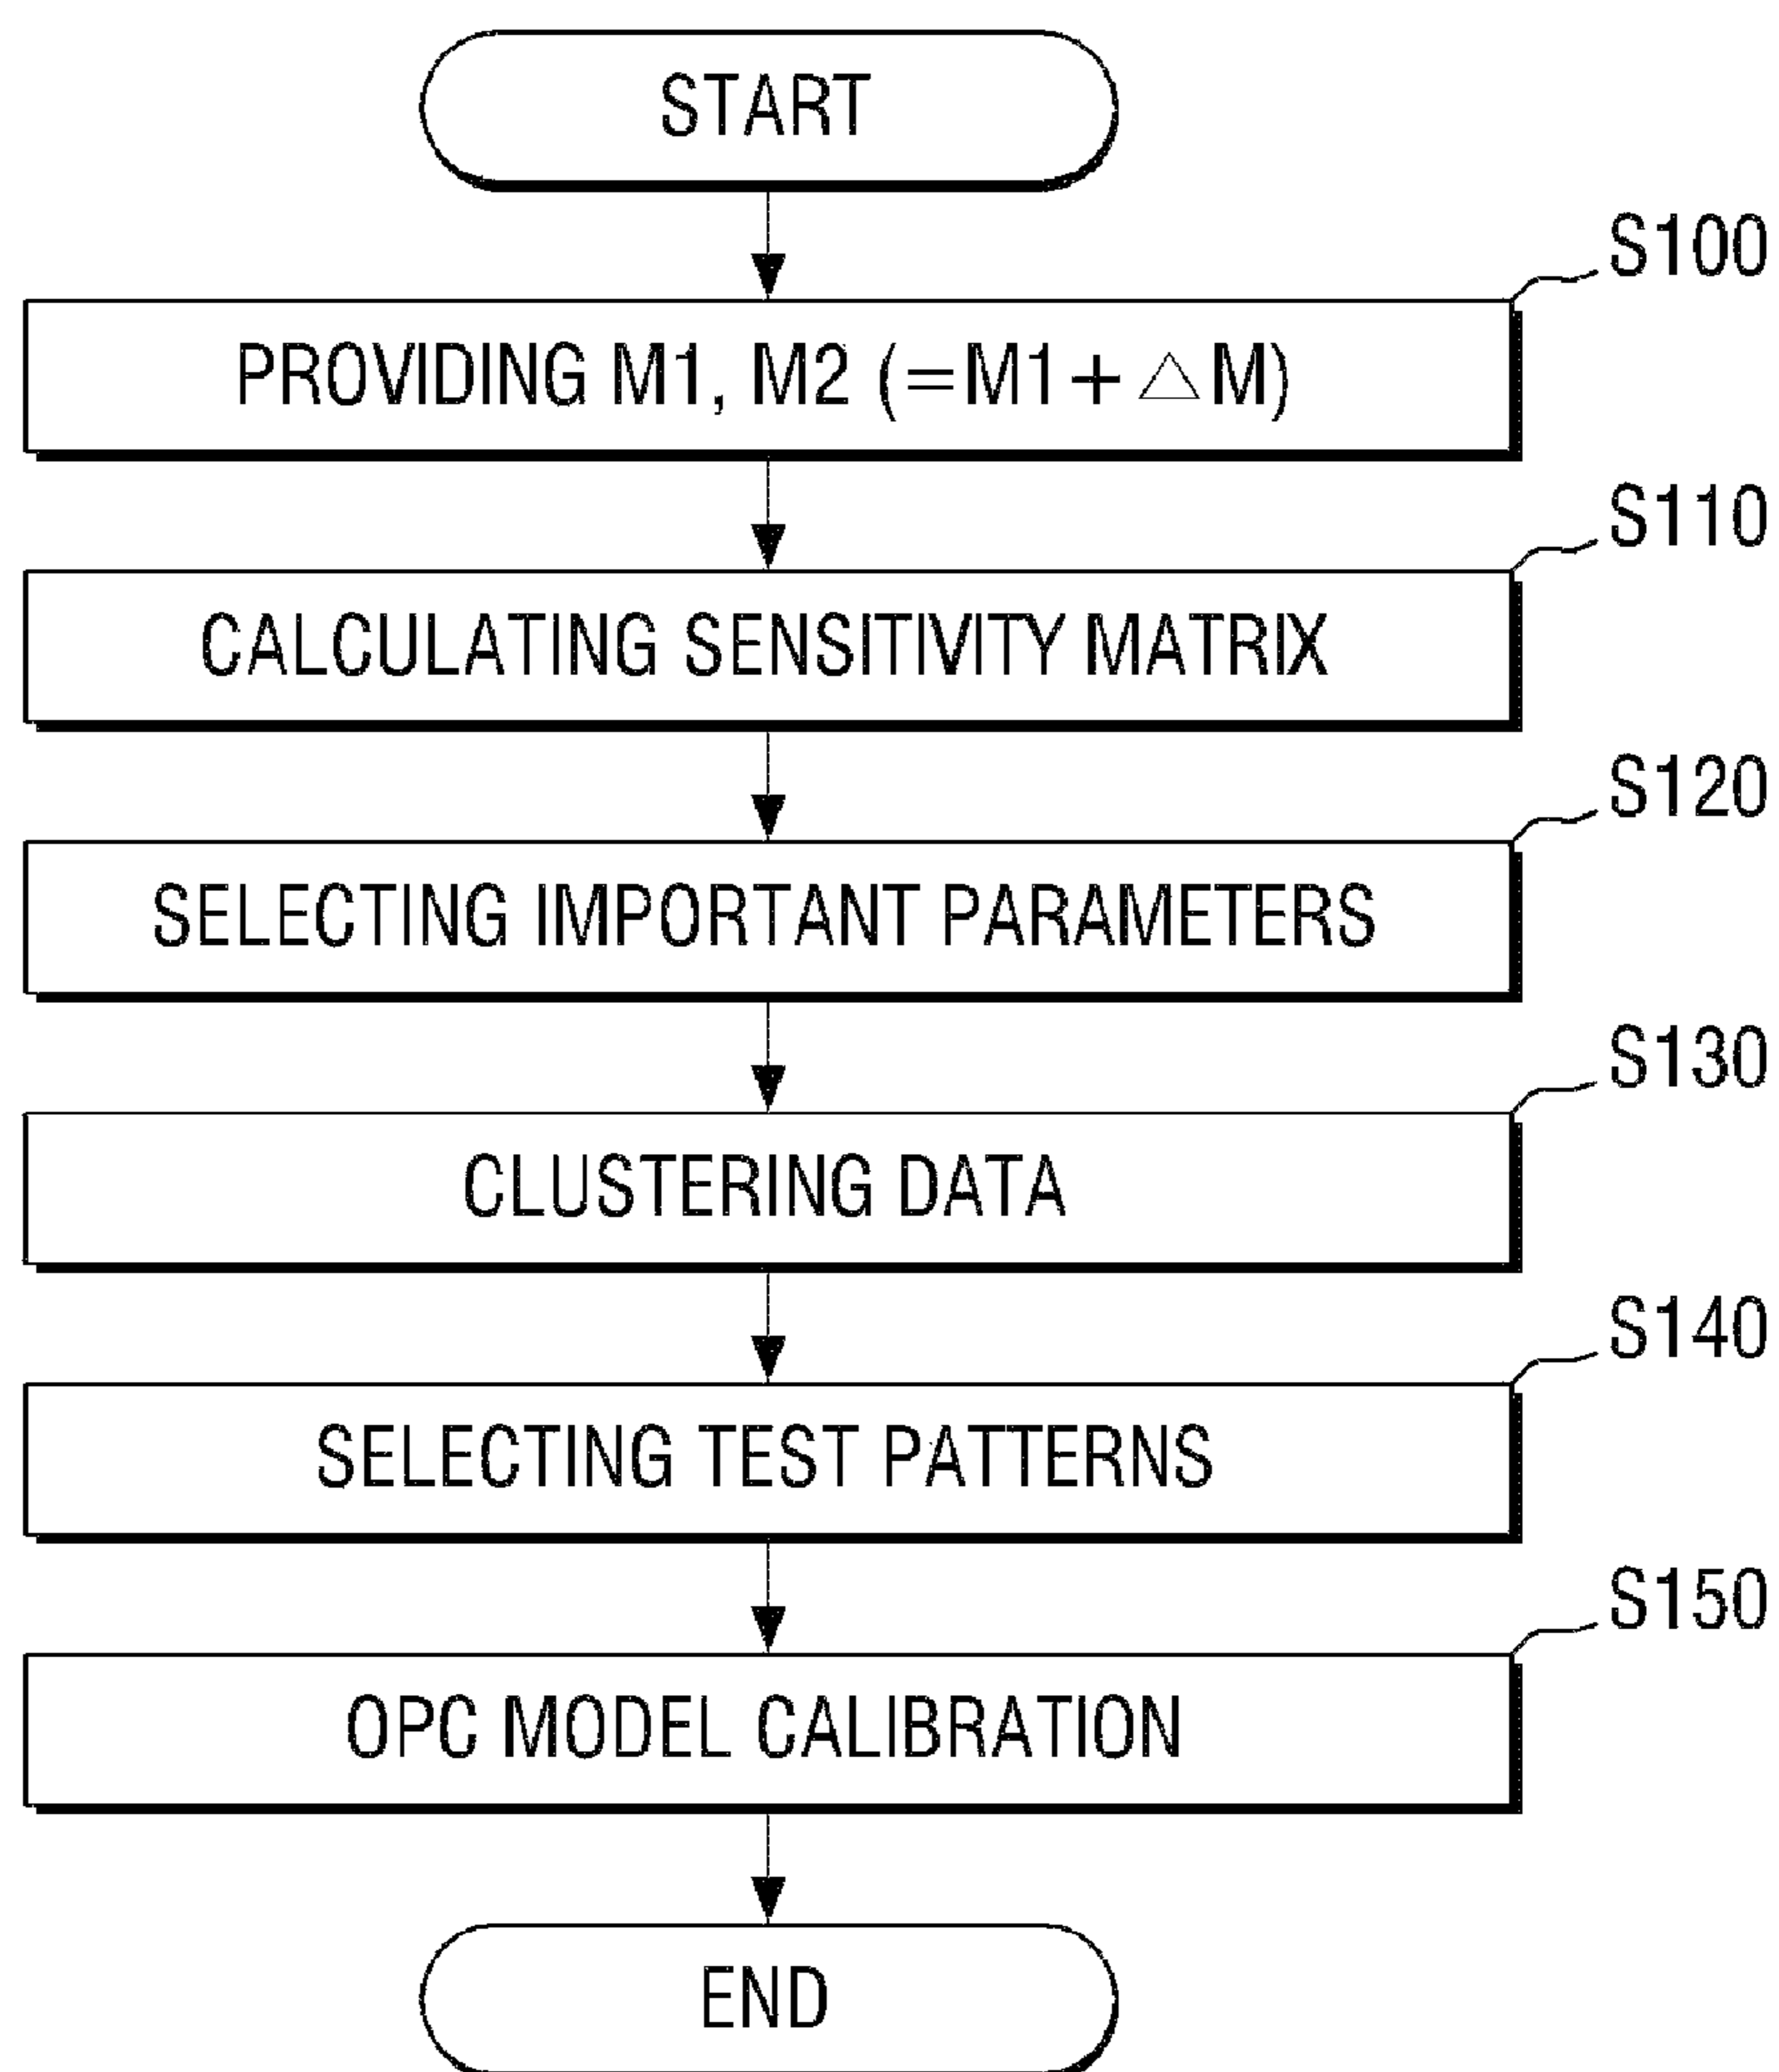 START
S100
PROVIDING M1, M2 (=M1+△M)
S110
CALCULATING SENSITIVITY MATRIX
S120
SELECTING IMPORTANT PARAMETERS
S130
CLUSTERING DATA
S140
SELECTING TEST PATTERNS
S150
OPC MODEL CALIBRATION
END